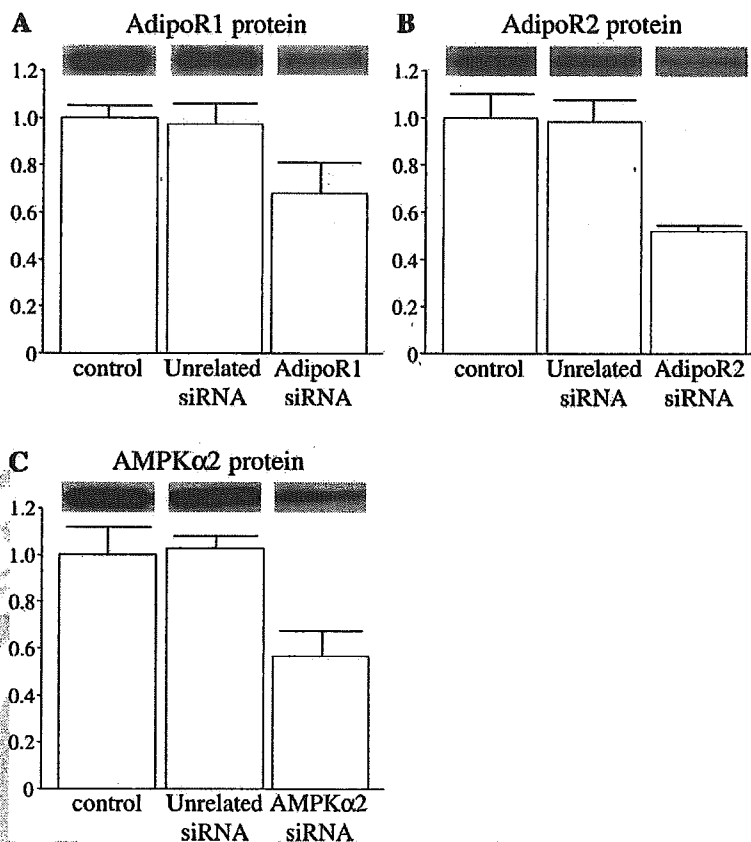 A
AdipoR1 protein
1.2
1.0
0.8
0.6
0.4
0.2
0
control
Unrelated siRNA
AdipoR1 siRNA
B
AdipoR2 protein
1.2
1.0
0.8
0.6
0.4
0.2
0
control
Unrelated siRNA
AdipoR2 siRNA
C
AMPKα2 protein
1.2
1.0
0.8
0.6
0.4
0.2
0
control
Unrelated siRNA
AMPKα2 siRNA